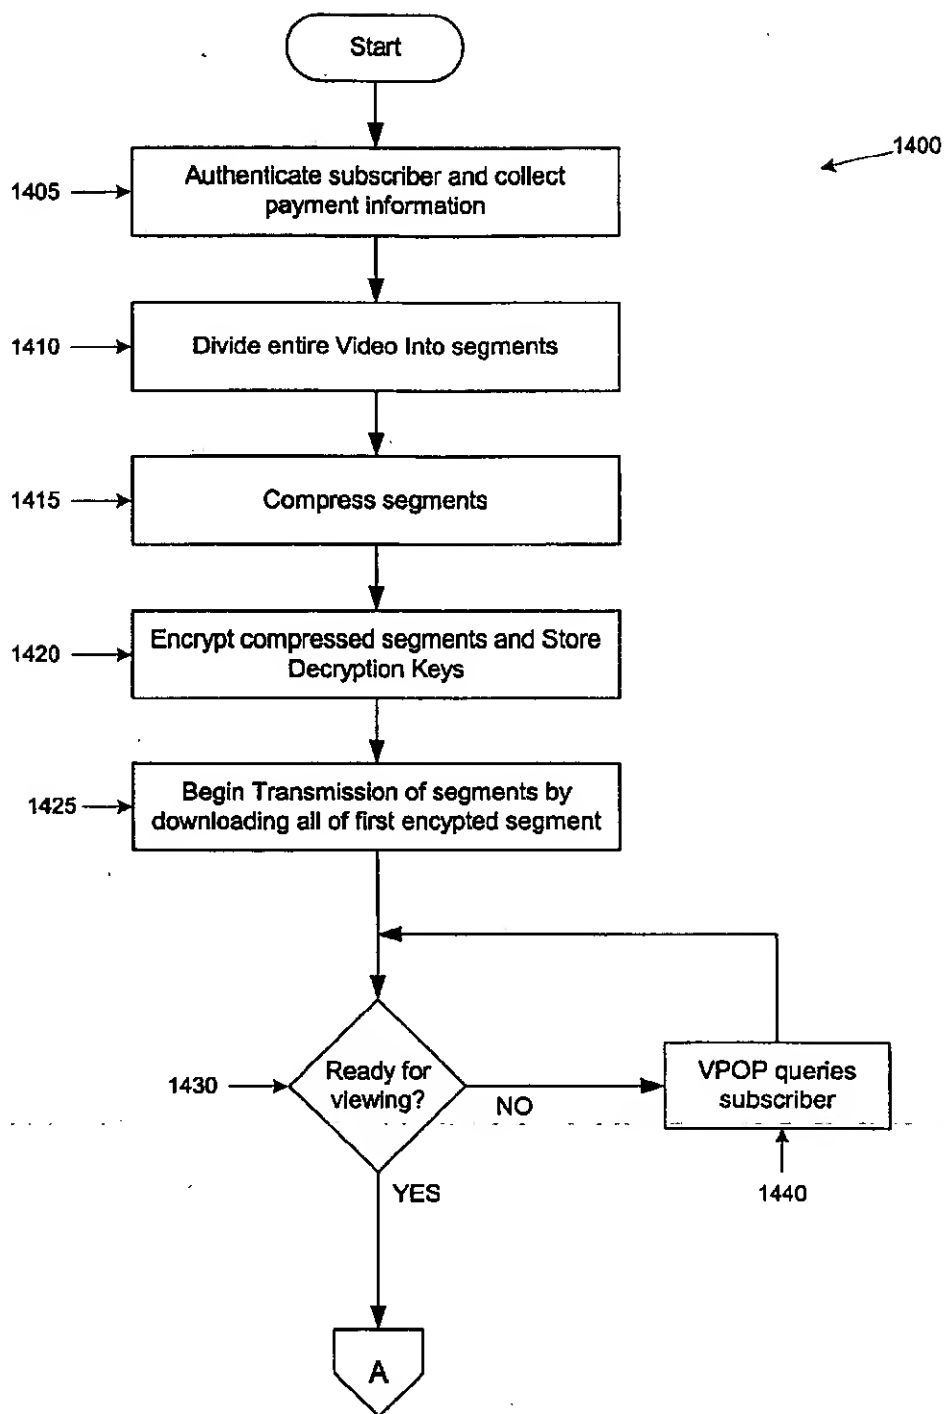 Start
1400
1405
Authenticate subscriber and collect
payment information
1410
Divide entire Video Into segments
1415
Compress segments
1420
Encrypt compressed segments and Store
Decryption Keys
1425
Begin Transmission of segments by
downloading all of first encypted segment
1430
Ready for
viewing?
NO
VPOP queries
subscriber
1440
YES
A